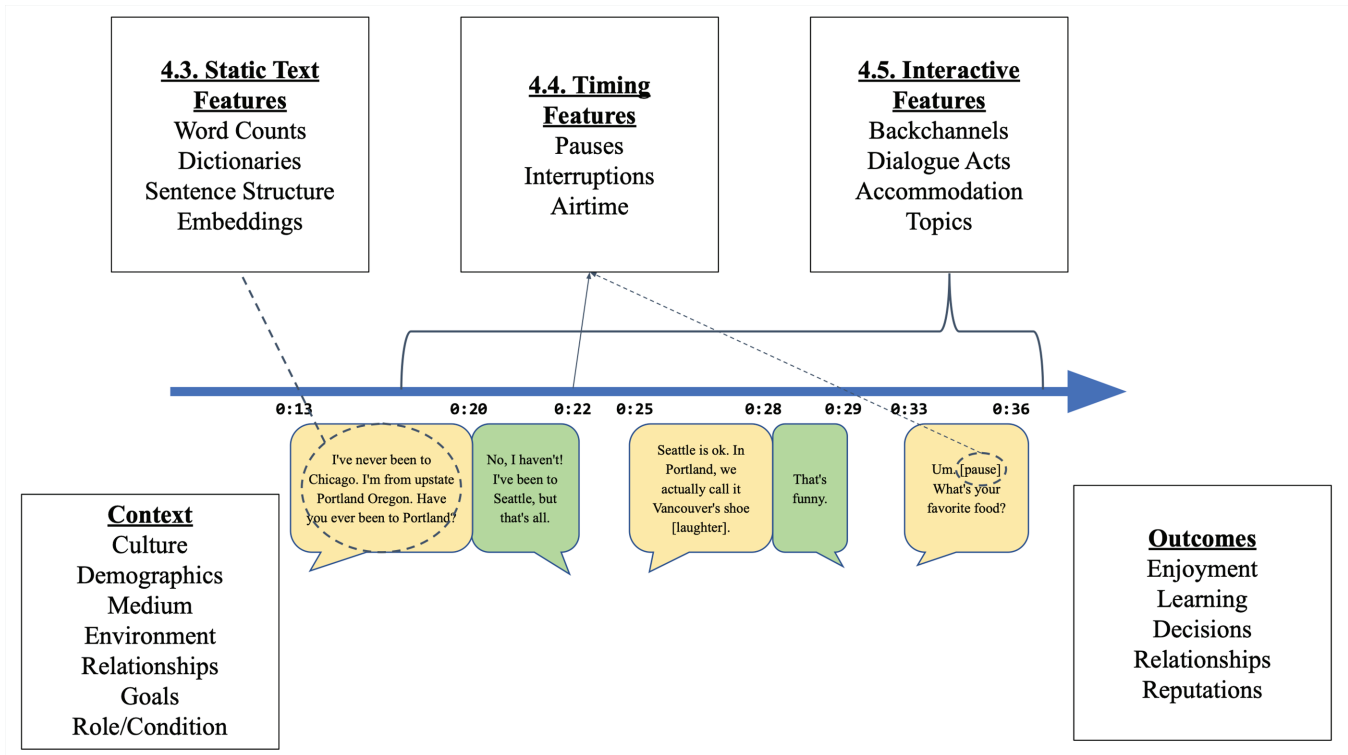 4.3. Static Text
Features
Word Counts
Dictionaries
Sentence Structure
Embeddings
4.4. Timing
Features
Pauses
Interruptions
Airtime
4.5. Interactive
Features
Backchannels
Dialogue Acts
Accommodation
Topics
0:13
0:20
0:22
0:25
0:28
0:29
0:33
0:36
I've never been to
Chicago. I'm from upstate
Portland Oregon. Have
you ever been to Portland?
No, I haven't!
I've been to
Seattle, but
that's all.
Seattle is ok. In
Portland, we
actually call it
Vancouver's shoe
[laughter].
That's
funny.
Um. [pause]
What's your
favorite food?
Context
Culture
Demographics
Medium
Environment
Relationships
Goals
Role/Condition
Outcomes
Enjoyment
Learning
Decisions
Relationships
Reputations